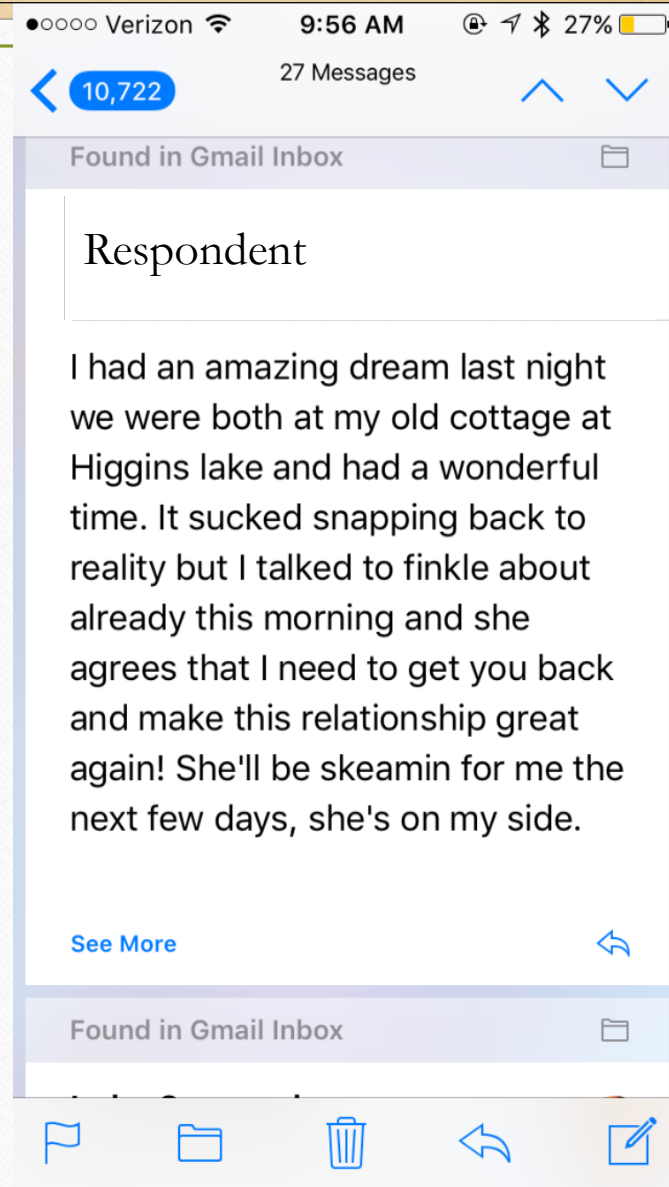 Verizon 9:56 AM 27%
10,722 27 Messages
Found in Gmail Inbox
Respondent
I had an amazing dream last night
we were both at my old cottage at
Higgins lake and had a wonderful
time. It sucked snapping back to
reality but I talked to finkle about
already this morning and she
agrees that I need to get you back
and make this relationship great
again! She'll be skeamin for me the
next few days, she's on my side.
See More
Found in Gmail Inbox